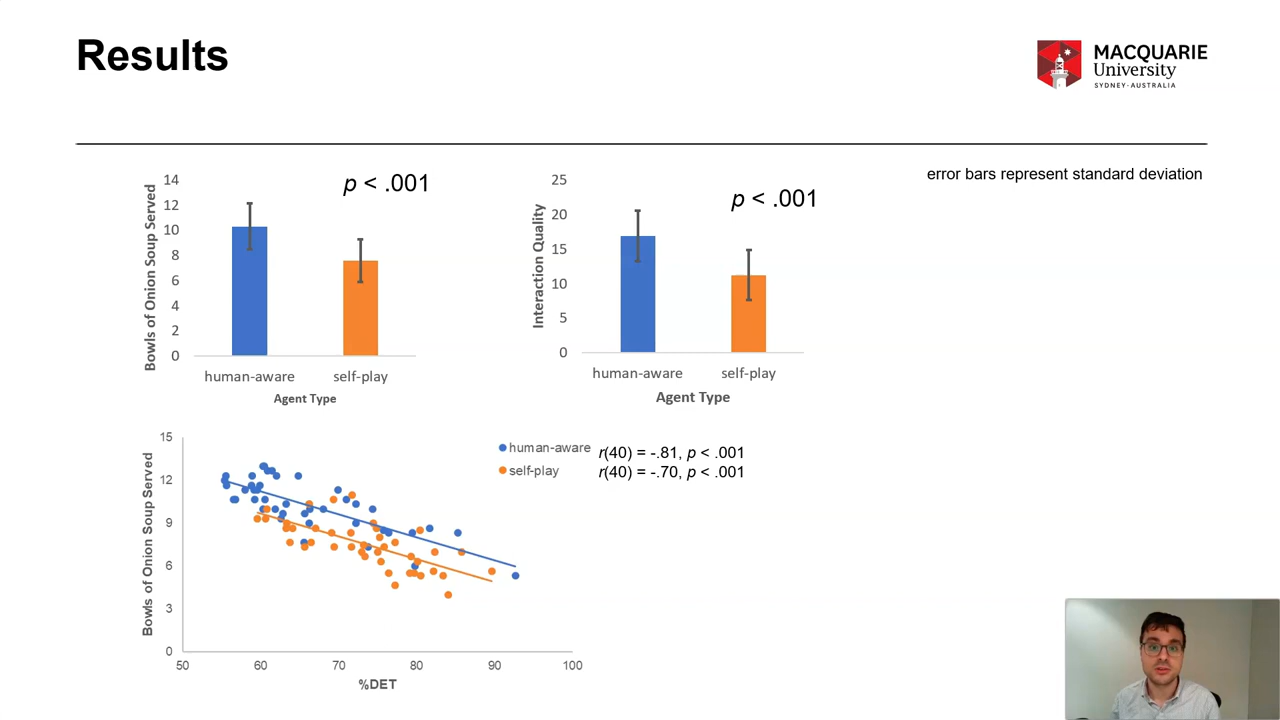 Results
MACQUARIE
University
SYDNEY·AUSTRALIA
error bars represent standard deviation
p < .001
Bowls of Onion Soup Served
14
12
10
8
6
4
2
0
human-aware self-play
Agent Type
p < .001
Interaction Quality
25
20
15
10
5
0
human-aware self-play
Agent Type
Bowls of Onion Soup Served
15
12
9
6
3
0
50 60 70 80 90 100
%DET
human-aware r(40) = -.81, p < .001
self-play r(40) = -.70, p < .001